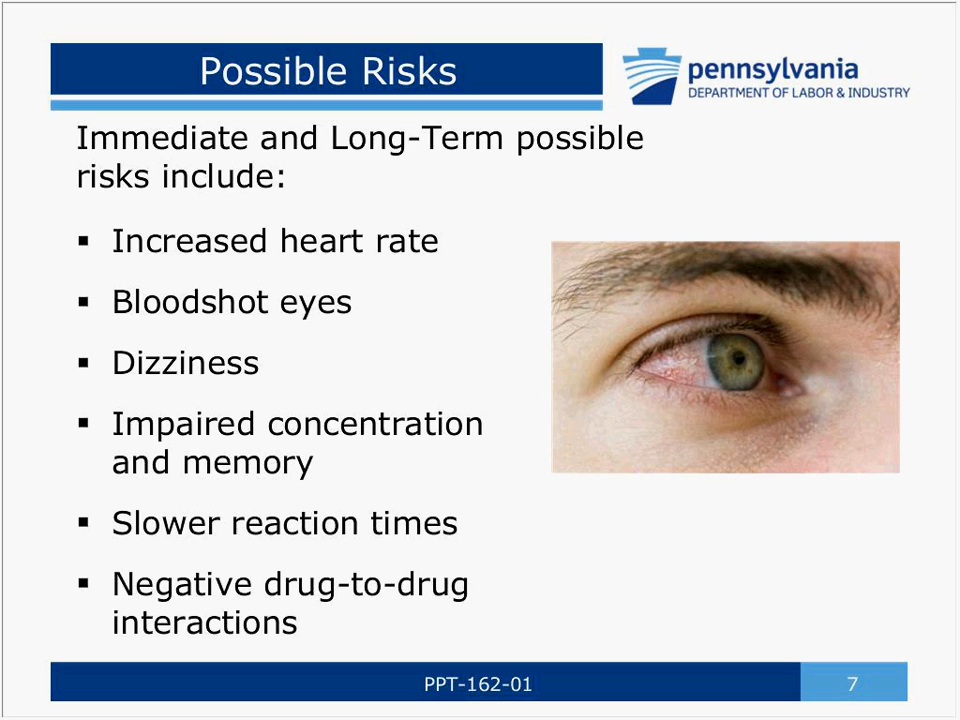 Possible Risks
pennsylvania
DEPARTMENT OF LABOR & INDUSTRY
Immediate and Long-Term possible
risks include:
▪ Increased heart rate
▪ Bloodshot eyes
▪ Dizziness
▪ Impaired concentration
and memory
▪ Slower reaction times
▪ Negative drug-to-drug
interactions
PPT-162-01
7